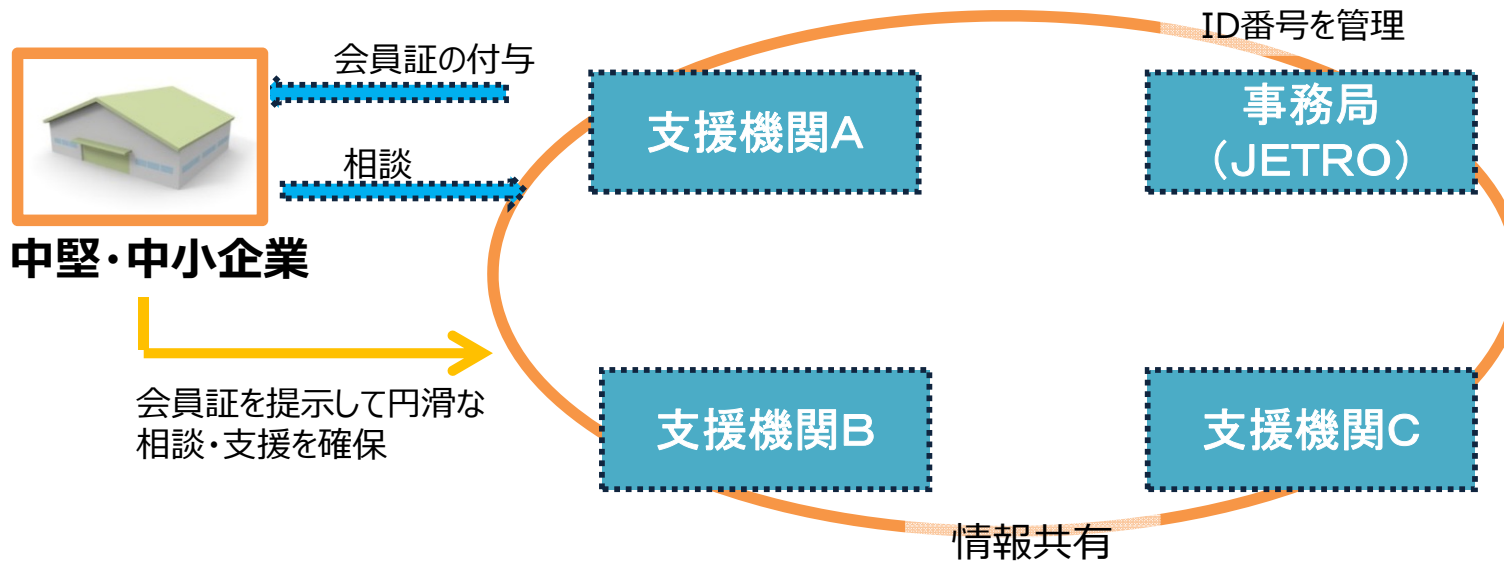 ID番号を管理
会員証の付与
支援機関A
事務局
（JETRO）
相談
中堅・中小企業
会員証を提示して円滑な
相談・支援を確保
支援機関B
支援機関C
情報共有